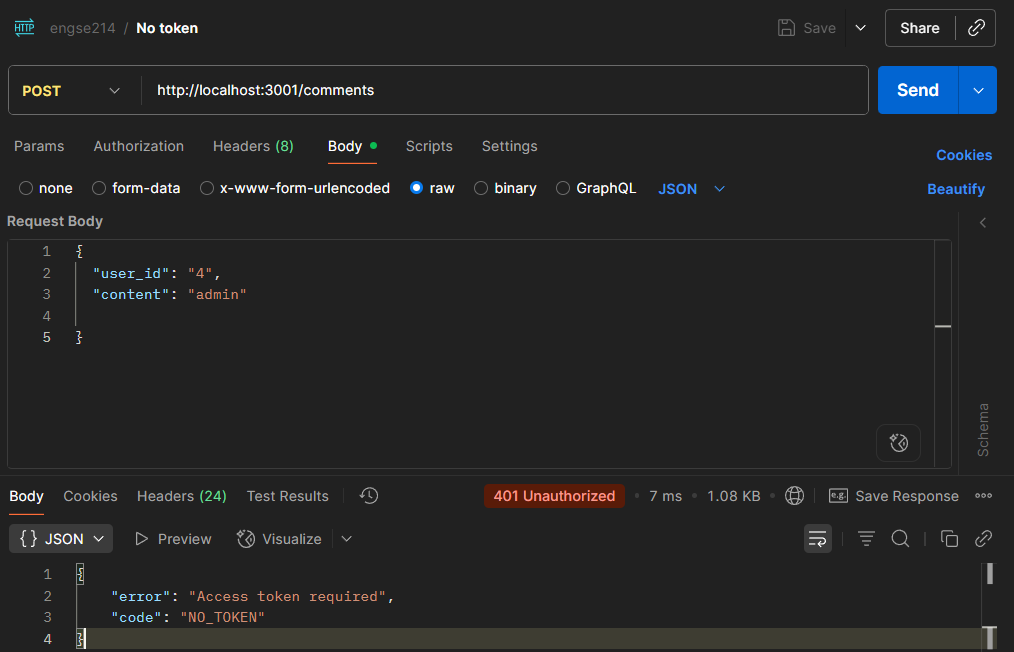 HTTP engse214 / No token Save Share
POST http://localhost:3001/comments Send
Params Authorization Headers (8) Body Scripts Settings Cookies
none form-data x-www-form-urlencoded raw binary GraphQL JSON Beautify
Request Body
1 {
2 "user_id": "4",
3 "content": "admin"
4
5 }
Schema
Body Cookies Headers (24) Test Results 401 Unauthorized • 7 ms • 1.08 KB • e.g. Save Response
{} JSON Preview Visualize
1 {
2 "error": "Access token required",
3 "code": "NO_TOKEN"
4 }